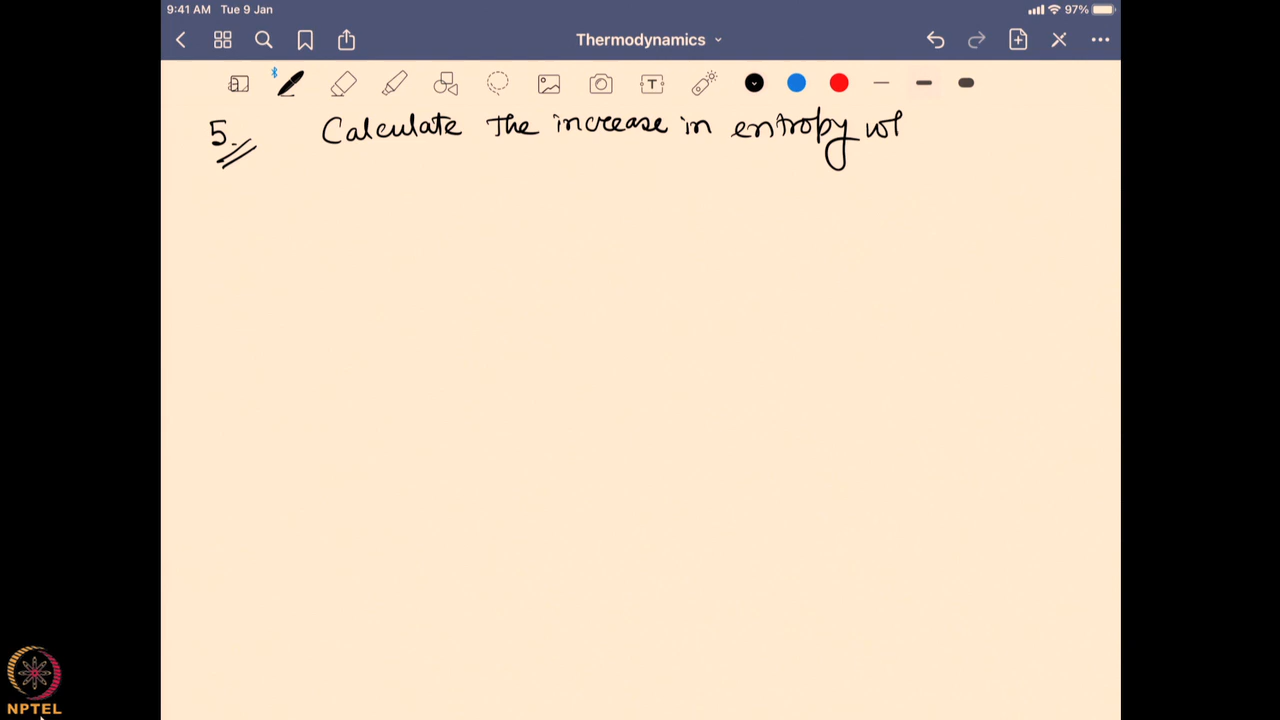 9:41 AM Tue 9 Jan 97%
Thermodynamics
T
5. Calculate the increase in entropy
NPTEL